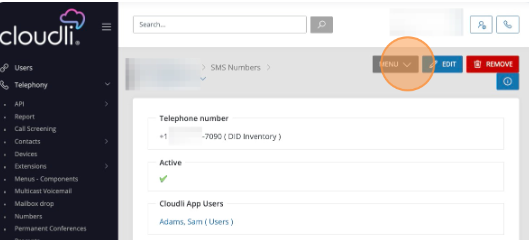 cloudli.
Search...
Users
Telephony
API
Report
Call Screening
Contacts
Devices
Extensions
Menus - Components
Multicast Voicemail
Mailbox drop
Numbers
Permanent Conferences
> SMS Numbers >
MENU
EDIT
REMOVE
Telephone number
+1 -7090 ( DID Inventory )
Active
Cloudli App Users
Adams, Sam ( Users )